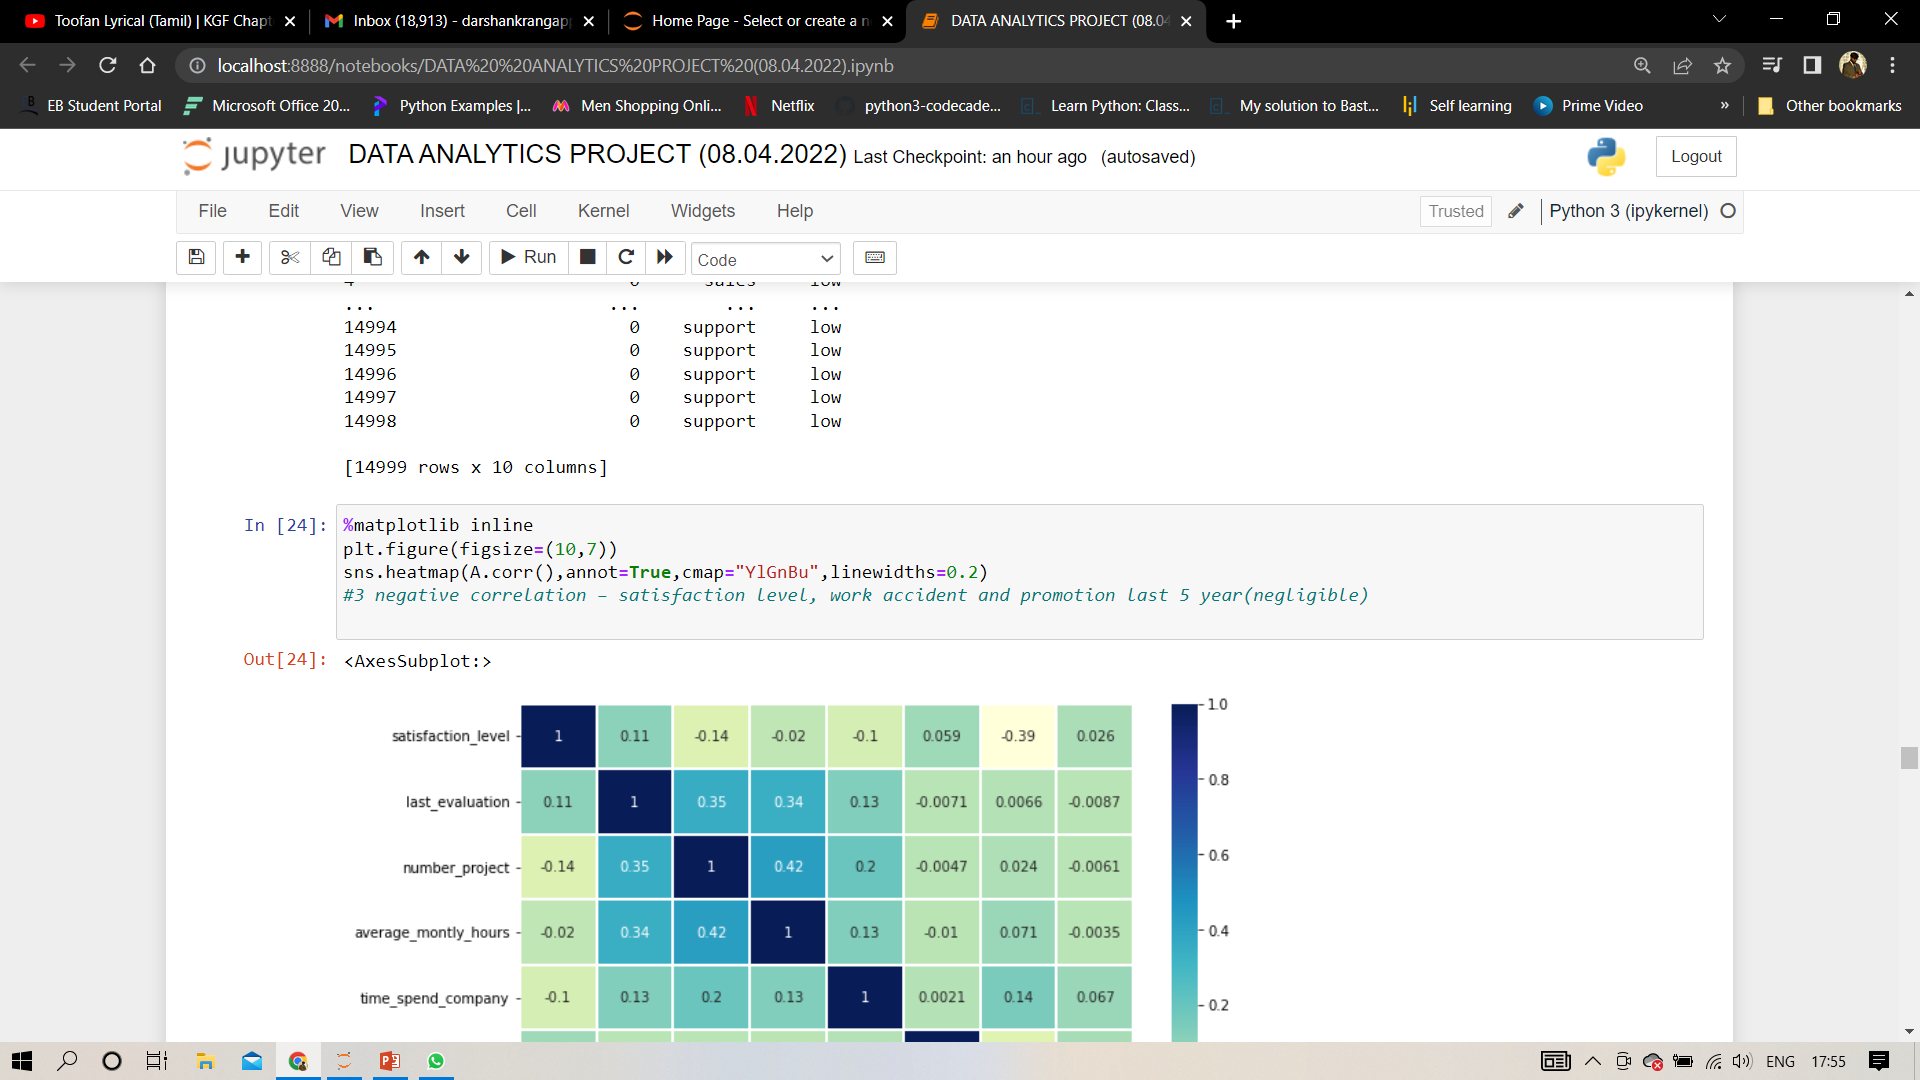 Toofan Lyrical (Tamil) | KGF Chapt
Inbox (18,913) - darshankrangap
Home Page - Select or create a n
DATA ANALYTICS PROJECT (08.04
localhost:8888/notebooks/DATA%20%20ANALYTICS%20PROJECT%20(08.04.2022).ipynb
EB Student Portal
Microsoft Office 20...
Python Examples |...
Men Shopping Onli...
Netflix
python3-codecade...
Learn Python: Class...
My solution to Bast...
Self learning
Prime Video
»
Other bookmarks
jupyter DATA ANALYTICS PROJECT (08.04.2022) Last Checkpoint: an hour ago (autosaved)
Logout
File Edit View Insert Cell Kernel Widgets Help
Trusted
Python 3 (ipykernel)
Run
Code
4 0 sales low
... ... ... ...
14994 0 support low
14995 0 support low
14996 0 support low
14997 0 support low
14998 0 support low
[14999 rows x 10 columns]
In [24]: %matplotlib inline
plt.figure(figsize=(10,7))
sns.heatmap(A.corr(),annot=True,cmap="YlGnBu",linewidths=0.2)
#3 negative correlation – satisfaction level, work accident and promotion last 5 year(negligible)
Out[24]: <AxesSubplot:>
satisfaction_level 1 0.11 -0.14 -0.02 -0.1 0.059 -0.39 0.026
last_evaluation 0.11 1 0.35 0.34 0.13 -0.0071 0.0066 -0.0087
number_project -0.14 0.35 1 0.42 0.2 -0.0047 0.024 -0.0061
average_montly_hours -0.02 0.34 0.42 1 0.13 -0.01 0.071 -0.0035
time_spend_company -0.1 0.13 0.2 0.13 1 0.0021 0.14 0.067
1.0
0.8
0.6
0.4
0.2
ENG
17:55